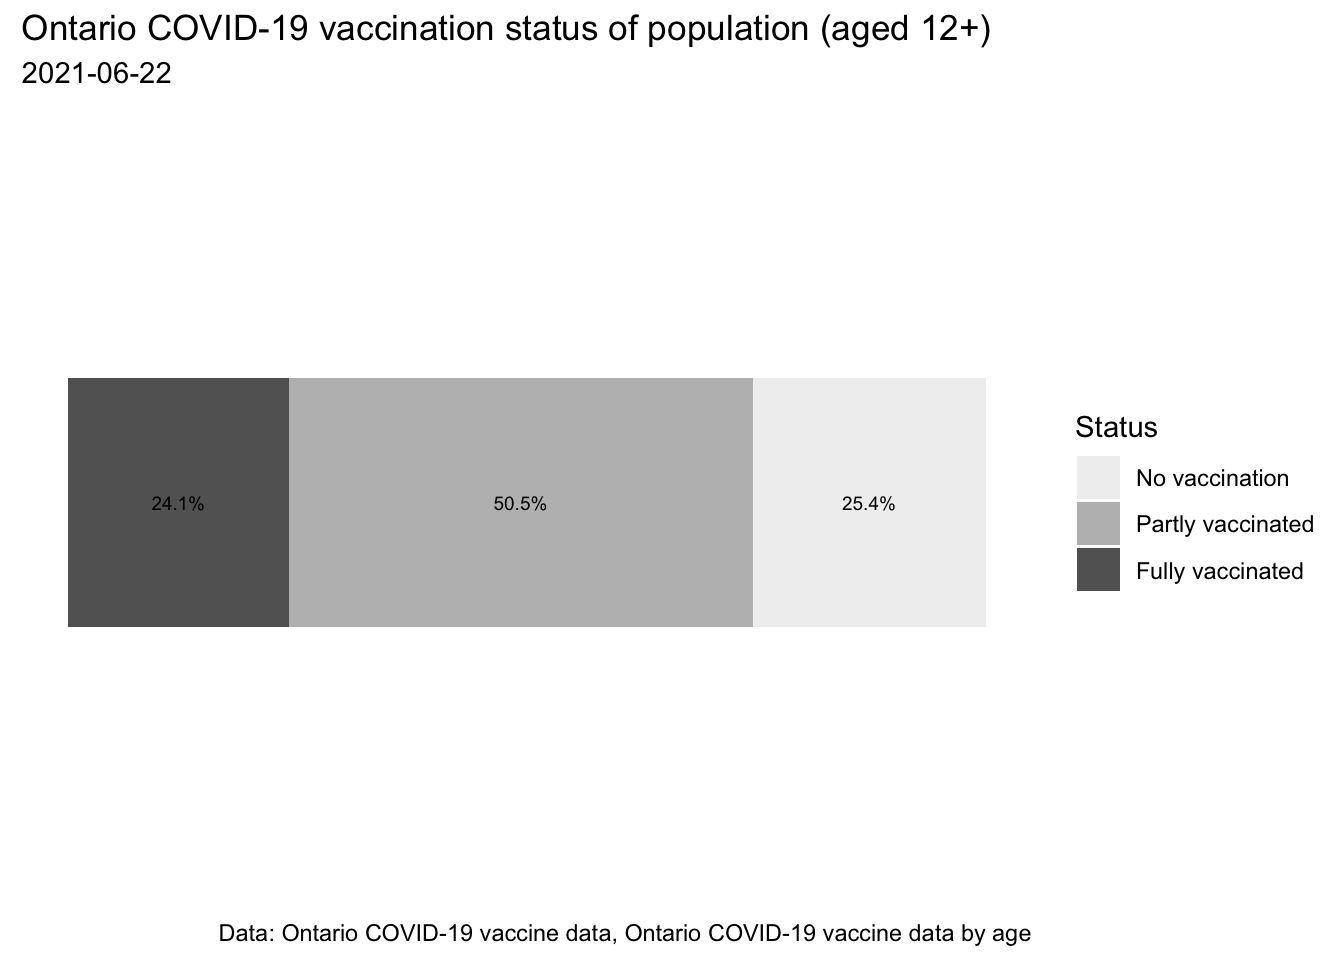 Ontario COVID-19 vaccination status of population (aged 12+)
2021-06-22
24.1%
50.5%
25.4%
Status
No vaccination
Partly vaccinated
Fully vaccinated
Data: Ontario COVID-19 vaccine data, Ontario COVID-19 vaccine data by age